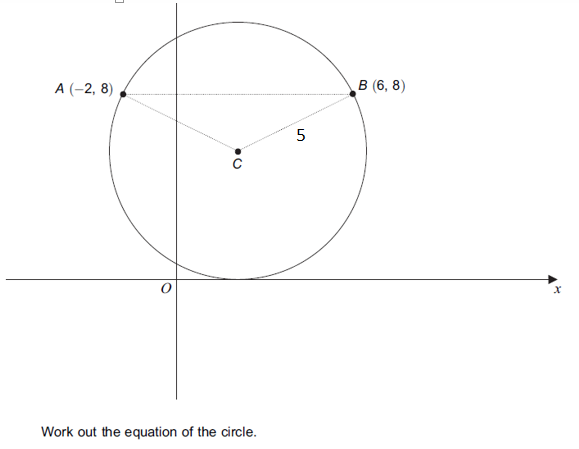 A (−2, 8)
B (6, 8)
5
C
O
x
Work out the equation of the circle.